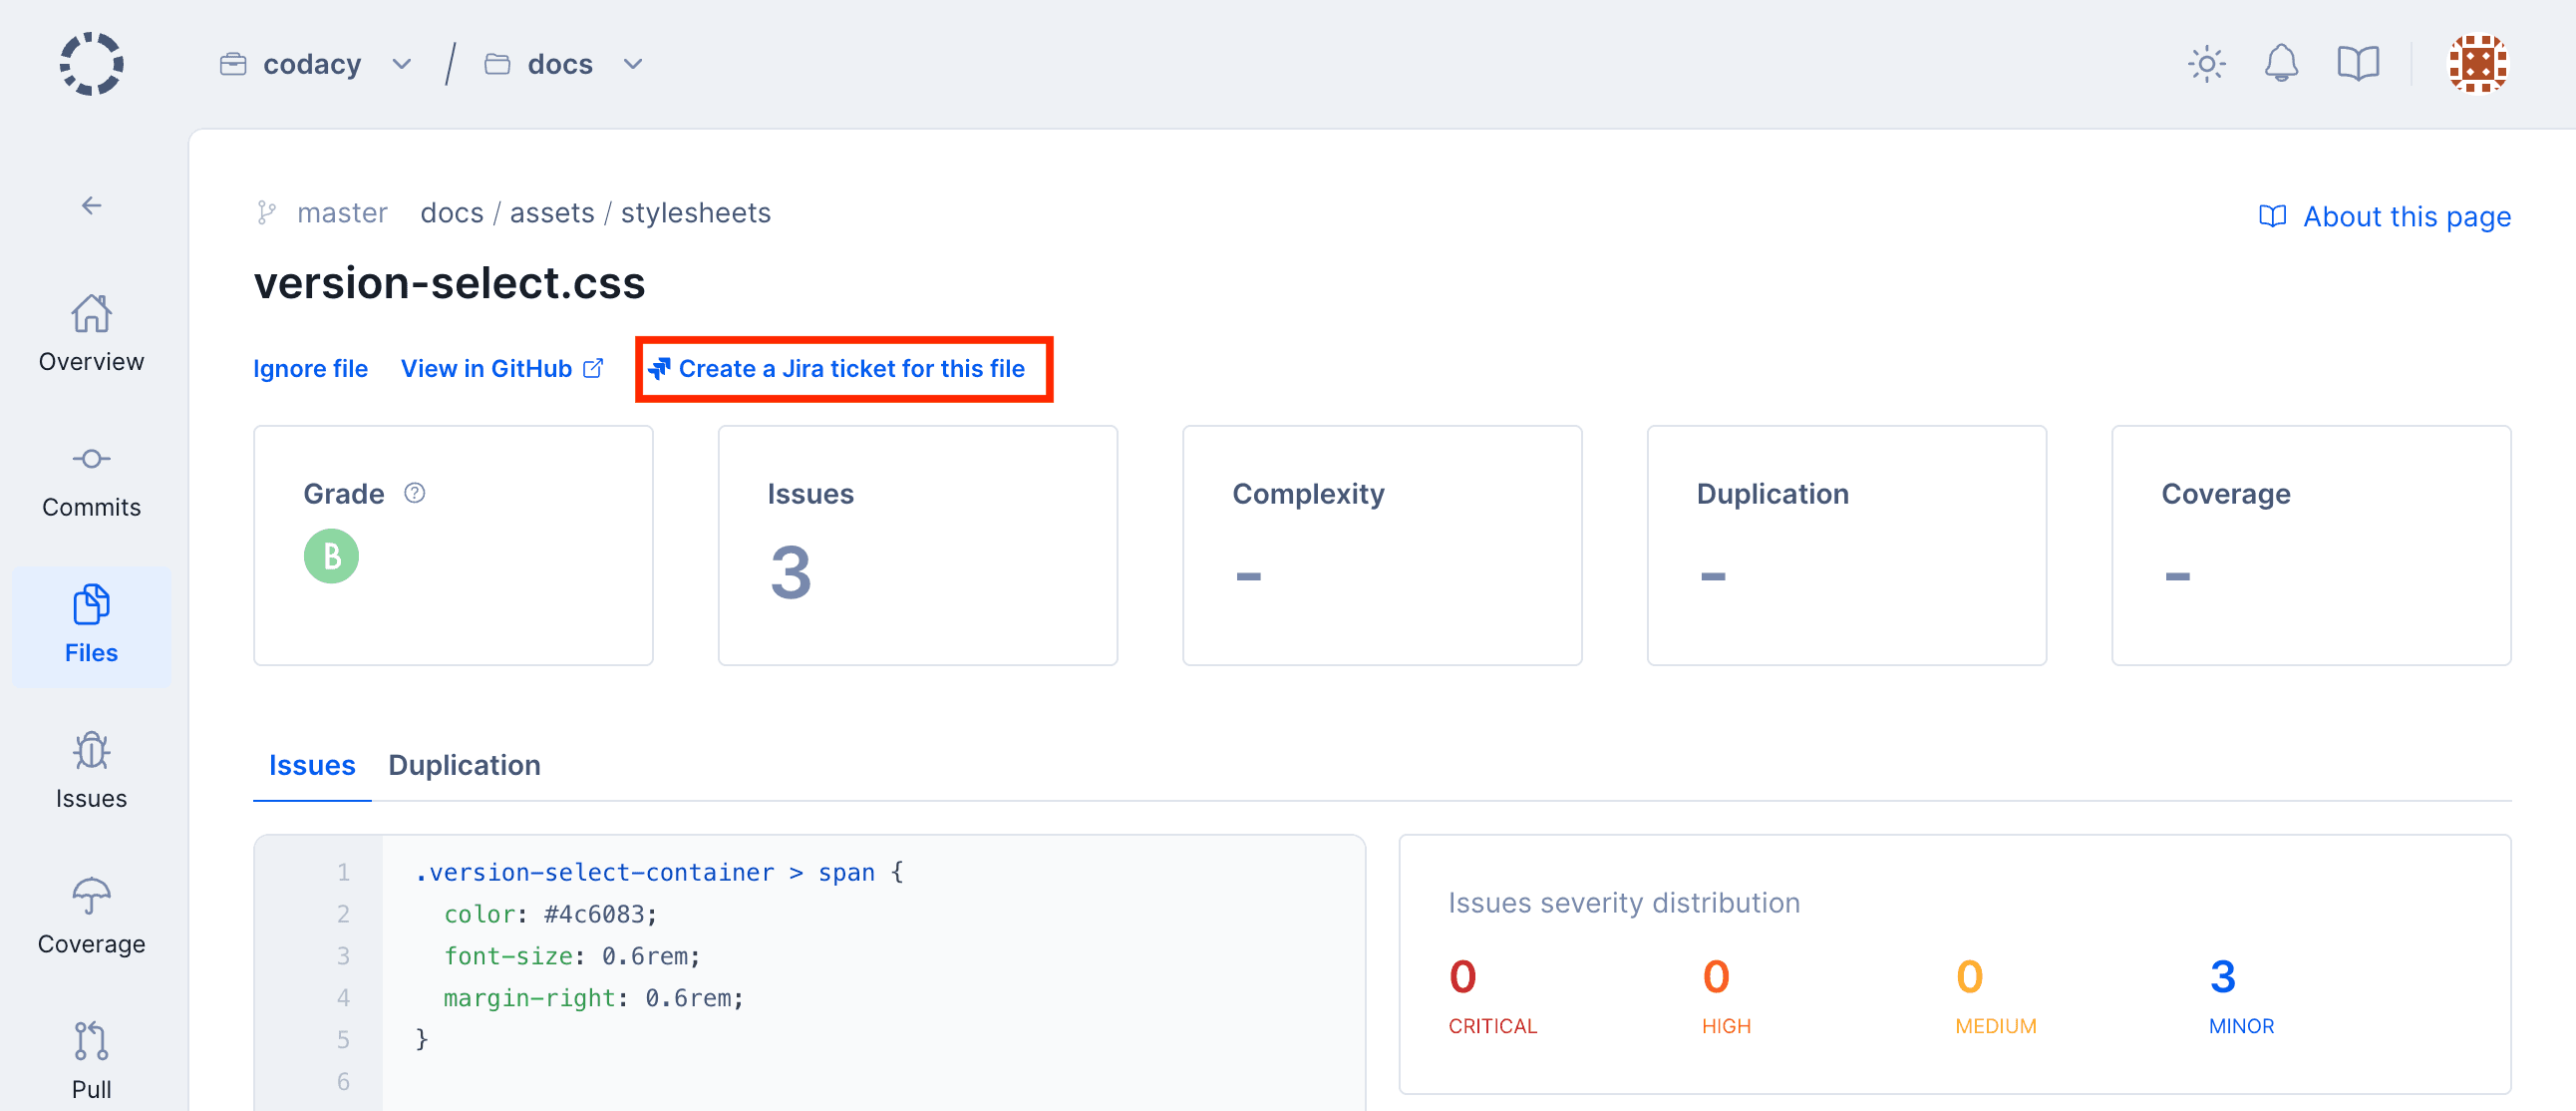 codacy / docs
master docs / assets / stylesheets
About this page
version-select.css
Ignore file View in GitHub Create a Jira ticket for this file
Overview
Commits
Files
Issues
Coverage
Pull
Grade ?
B
Issues
3
Complexity
-
Duplication
-
Coverage
-
Issues Duplication
1 .version-select-container > span {
2 color: #4c6083;
3 font-size: 0.6rem;
4 margin-right: 0.6rem;
5 }
6
Issues severity distribution
0 0 0 3
CRITICAL HIGH MEDIUM MINOR